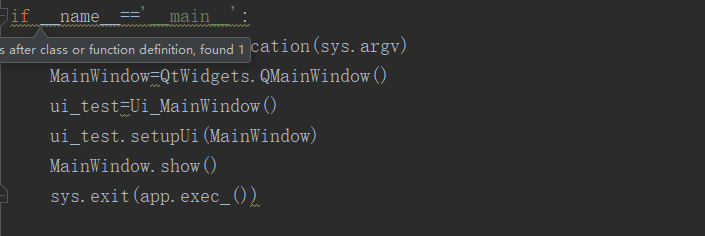 if __name__=='__main__':
s after class or function definition, found 1
cation(sys.argv)
MainWindow=QtWidgets.QMainWindow()
ui_test=Ui_MainWindow()
ui_test.setupUi(MainWindow)
MainWindow.show()
sys.exit(app.exec_())